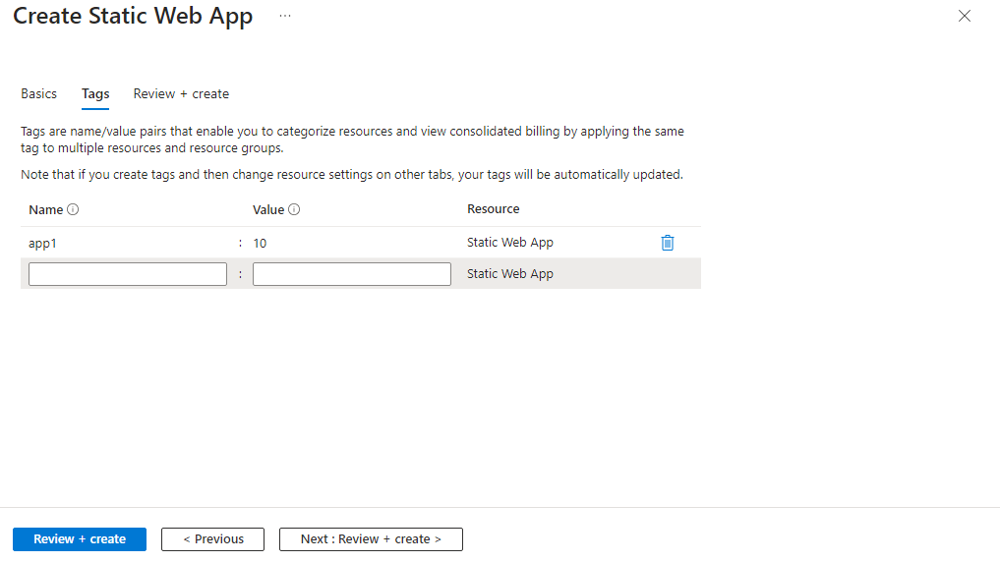 Create Static Web App ...
Basics Tags Review + create
Tags are name/value pairs that enable you to categorize resources and view consolidated billing by applying the same
tag to multiple resources and resource groups.
Note that if you create tags and then change resource settings on other tabs, your tags will be automatically updated.
Name Value Resource
app1 : 10 Static Web App
: Static Web App
Review + create < Previous Next : Review + create >